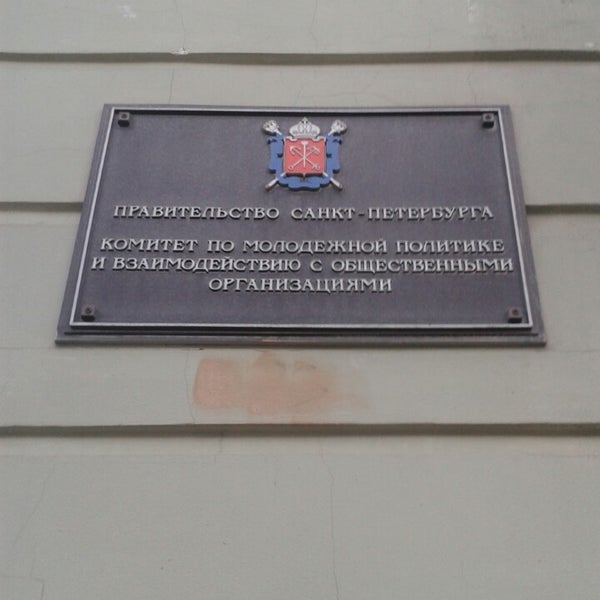 ПРАВИТЕЛЬСТВО САНКТ-ПЕТЕРБУРГА
КОМИТЕТ ПО МОЛОДЕЖНОЙ ПОЛИТИКЕ
И ВЗАИМОДЕЙСТВИЮ С ОБЩЕСТВЕННЫМИ
ОРГАНИЗАЦИЯМИ